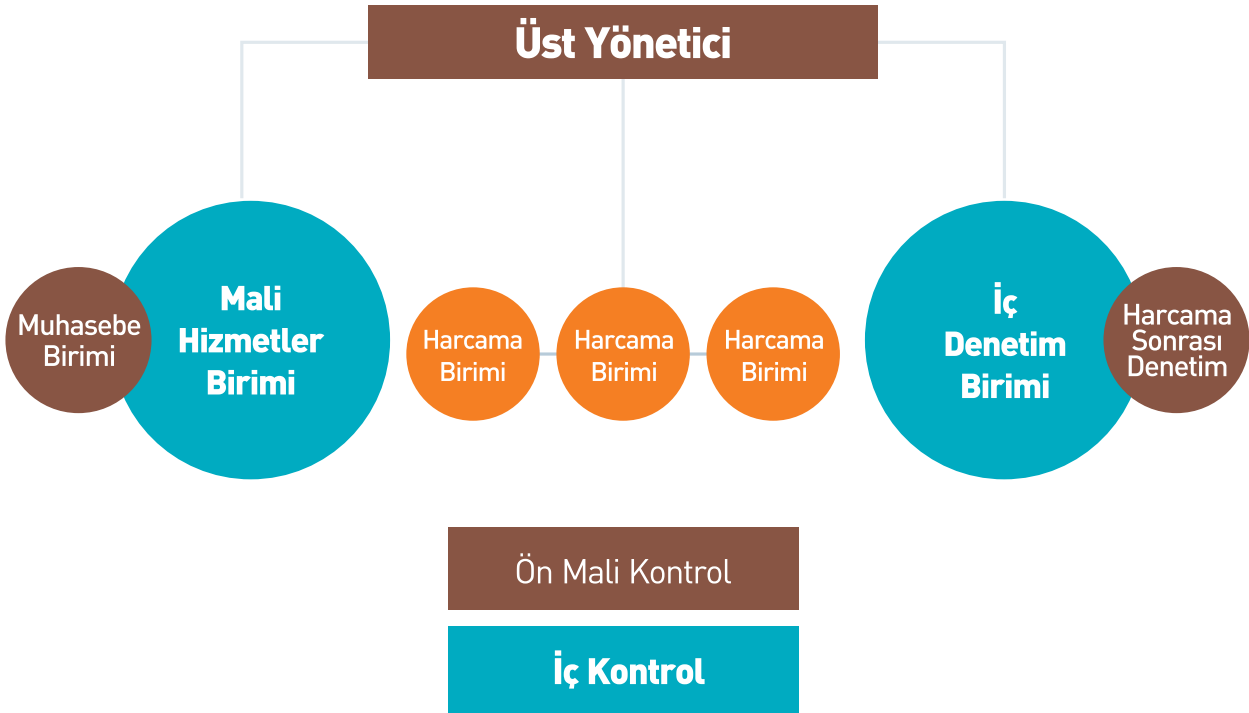 Üst Yönetici
Muhasebe
Birimi
Mali
Hizmetler
Birimi
Harcama
Birimi
Harcama
Birimi
Harcama
Birimi
İç
Denetim
Birimi
Harcama
Sonrası
Denetim
Ön Mali Kontrol
İç Kontrol